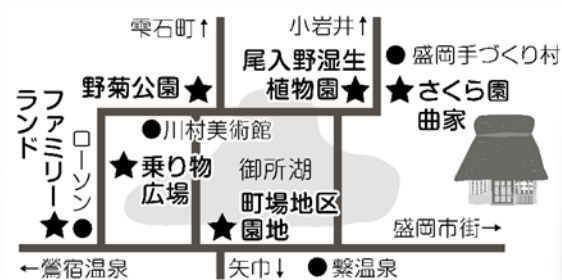 雫石町↑
小岩井↑
尾入野湿生
植物園★
●盛岡手づくり村
野菊公園★
★さくら園
曲家
ファミリー
ランド★
ローソン●
●川村美術館
★乗り物
広場
御所湖
町場地区
★園地
盛岡市街→
←鶯宿温泉
矢巾↓
●繋温泉